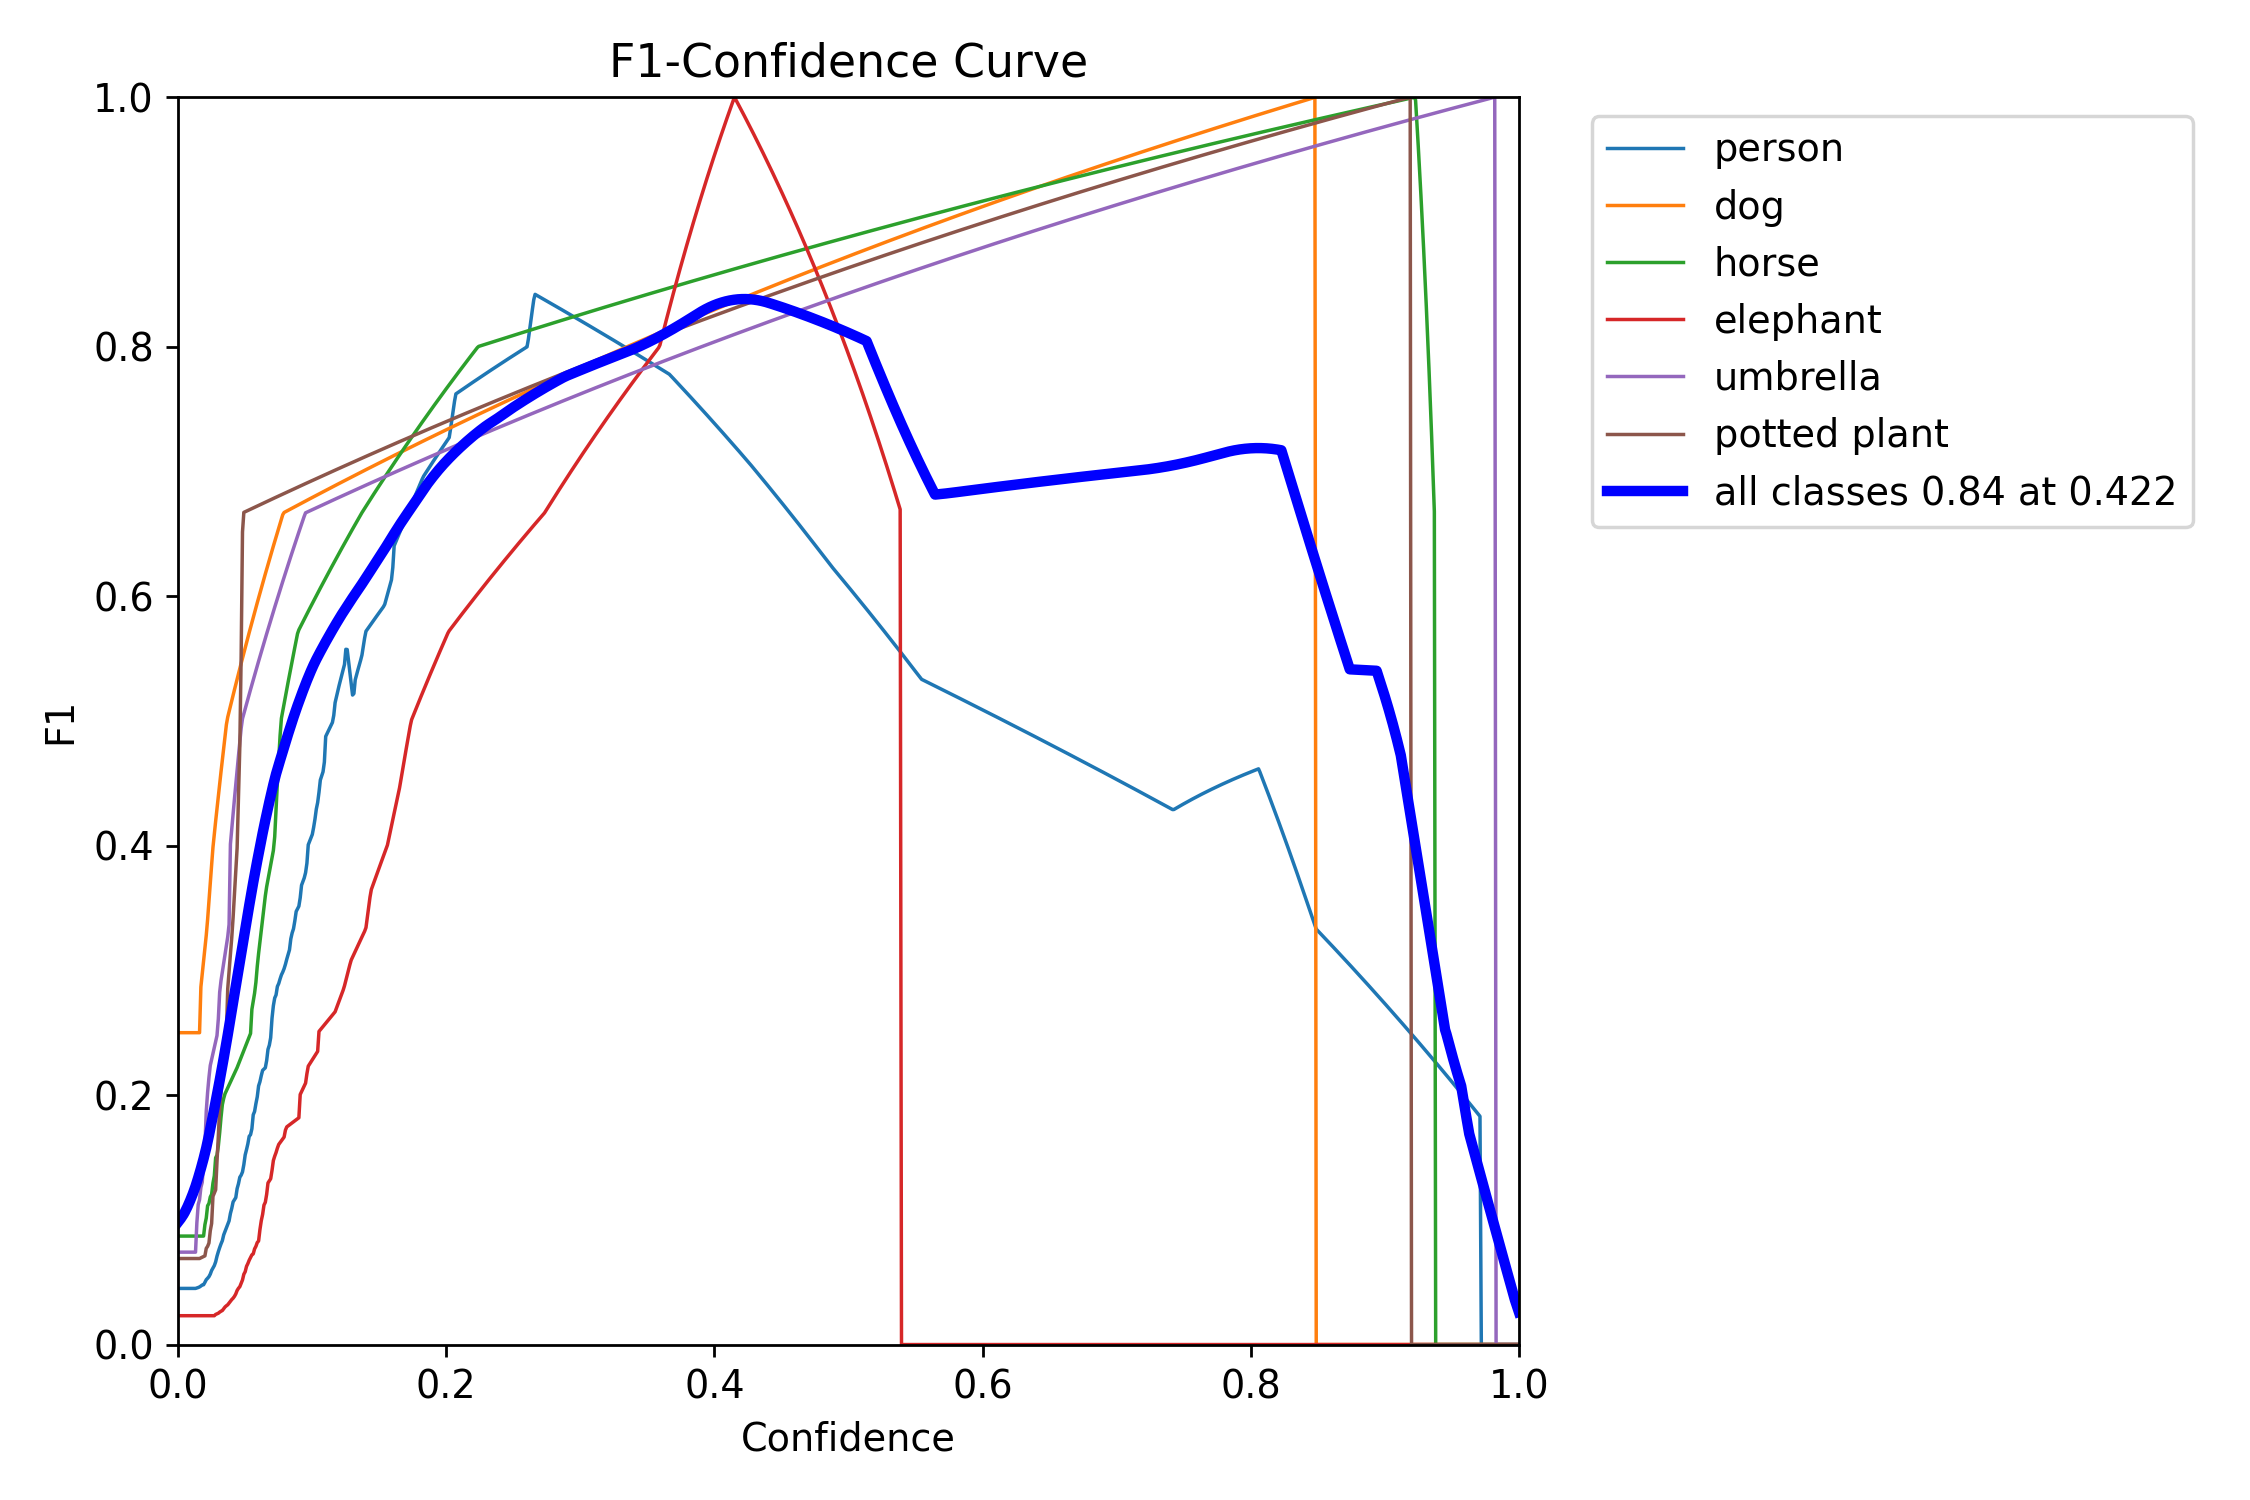 F1-Confidence Curve
1.0
0.8
0.6
0.4
0.2
0.0
F1
0.0 0.2 0.4 0.6 0.8 1.0
Confidence
person
dog
horse
elephant
umbrella
potted plant
all classes 0.84 at 0.422